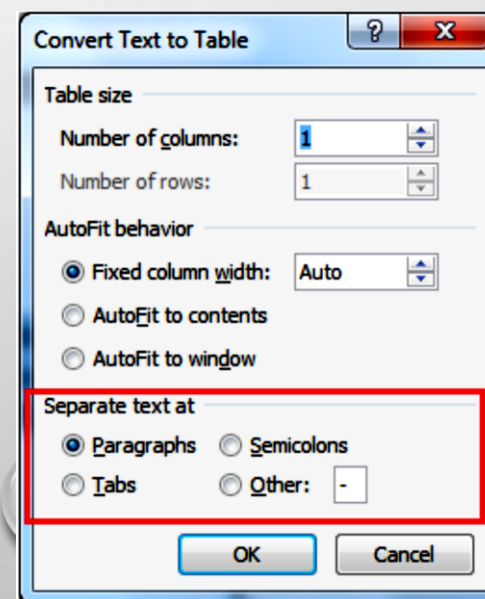 Convert Text to Table
Table size
Number of columns: 1
Number of rows: 1
AutoFit behavior
Fixed column width: Auto
AutoFit to contents
AutoFit to window
Separate text at
Paragraphs Semicolons
Tabs Other: -
OK Cancel